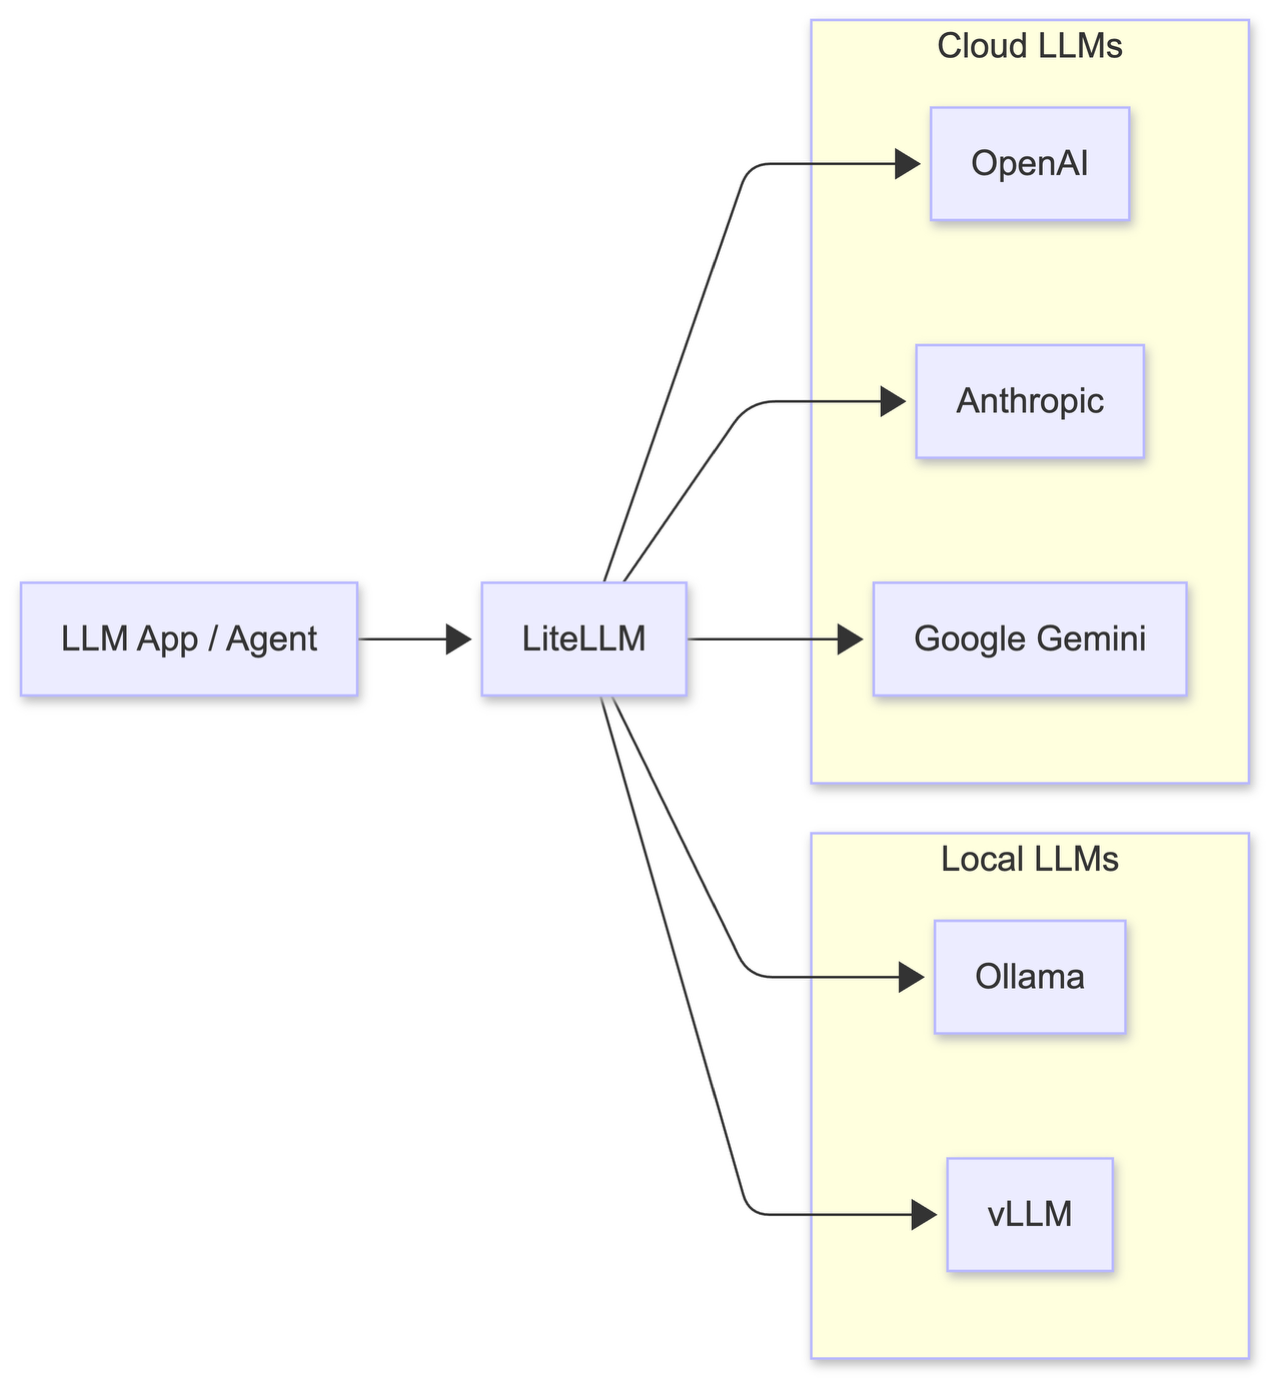 Cloud LLMs
OpenAI
Anthropic
LLM App / Agent
LiteLLM
Google Gemini
Local LLMs
Ollama
vLLM